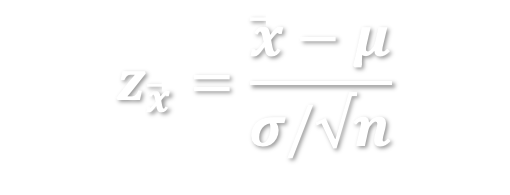 z_x̄ = (x̄ − μ) / (σ/√n)